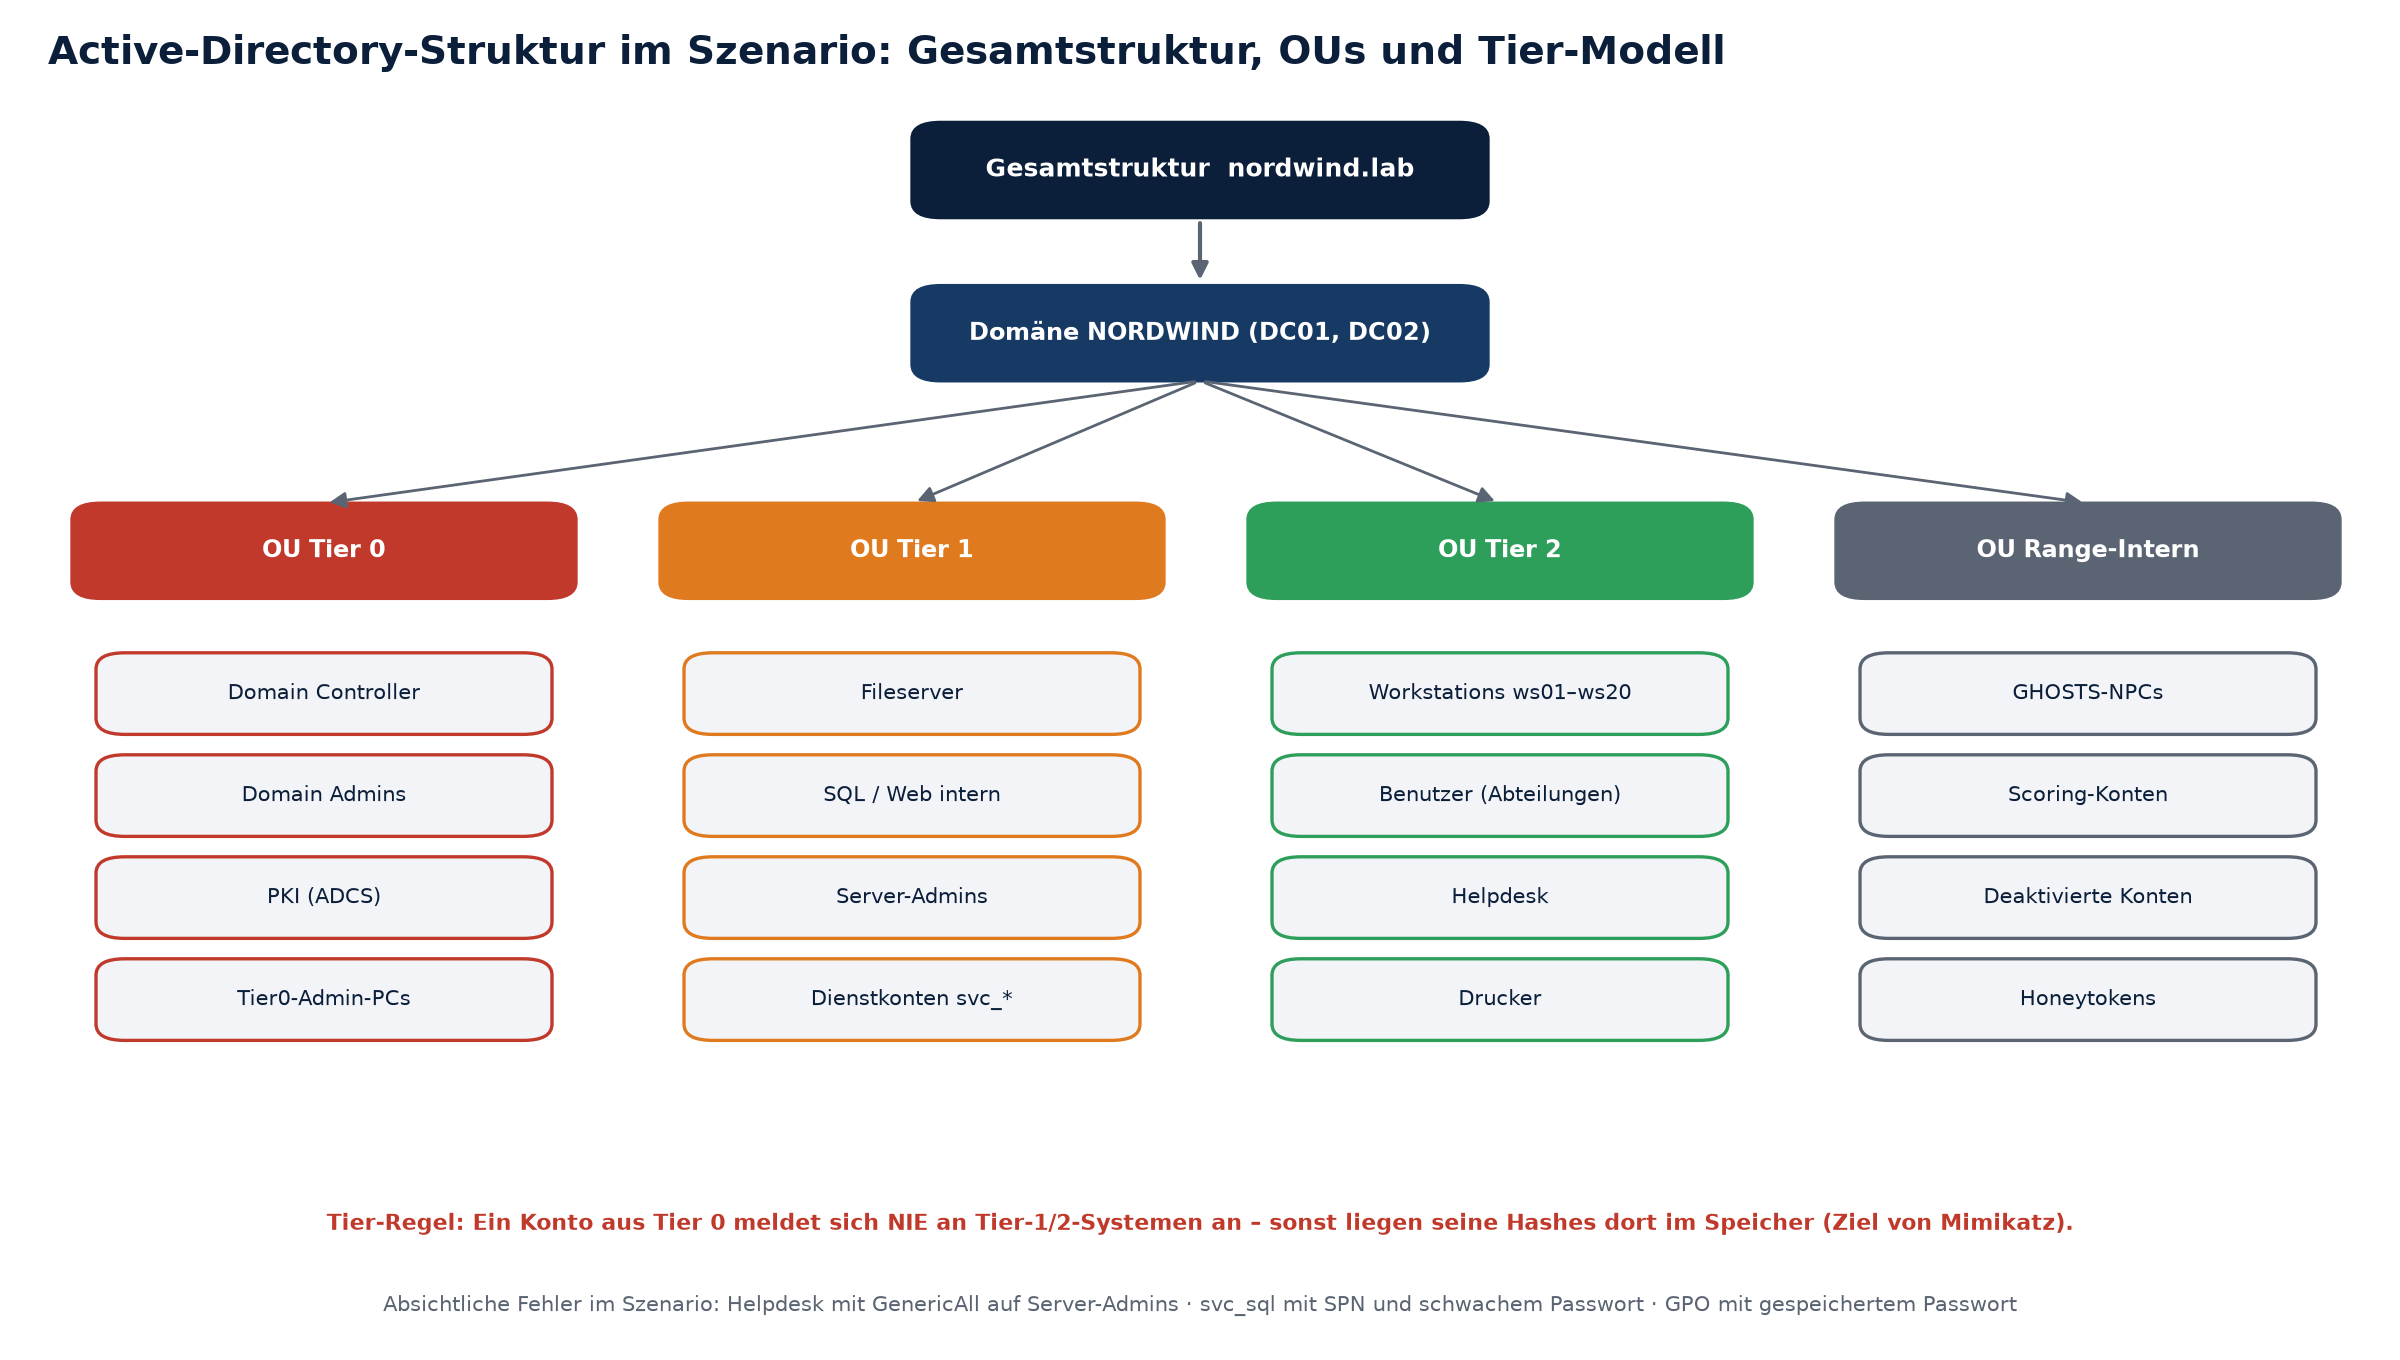 Active-Directory-Struktur im Szenario: Gesamtstruktur, OUs und Tier-Modell
Gesamtstruktur  nordwind.lab
Domäne NORDWIND (DC01, DC02)
OU Tier 0
OU Tier 1
OU Tier 2
OU Range-Intern
Domain Controller
Fileserver
Workstations ws01–ws20
GHOSTS-NPCs
Domain Admins
SQL / Web intern
Benutzer (Abteilungen)
Scoring-Konten
PKI (ADCS)
Server-Admins
Helpdesk
Deaktivierte Konten
Tier0-Admin-PCs
Dienstkonten svc_*
Drucker
Honeytokens
Tier-Regel: Ein Konto aus Tier 0 meldet sich NIE an Tier-1/2-Systemen an – sonst liegen seine Hashes dort im Speicher (Ziel von Mimikatz).
Absichtliche Fehler im Szenario: Helpdesk mit GenericAll auf Server-Admins · svc_sql mit SPN und schwachem Passwort · GPO mit gespeichertem Passwort